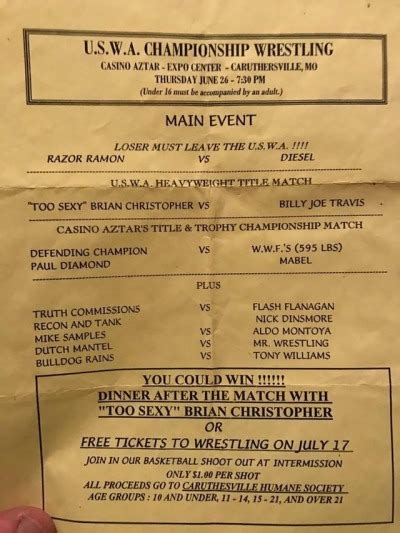 U.S.W.A. CHAMPIONSHIP WRESTLING
CASINO AZTAR - EXPO CENTER - CARUTHERSVILLE, MO
THURSDAY JUNE 26 - 7:30 PM
(Under 16 must be accompanied by an adult.)
MAIN EVENT
LOSER MUST LEAVE THE U.S.W.A. !!!!
RAZOR RAMON VS DIESEL
U.S.W.A. HEAVYWEIGHT TITLE MATCH
"TOO SEXY" BRIAN CHRISTOPHER VS BILLY JOE TRAVIS
CASINO AZTAR'S TITLE & TROPHY CHAMPIONSHIP MATCH
DEFENDING CHAMPION VS W.W.F.'S (595 LBS)
PAUL DIAMOND MABEL
PLUS
TRUTH COMMISSIONS VS FLASH FLANAGAN
RECON AND TANK NICK DINSMORE
MIKE SAMPLES VS ALDO MONTOYA
DUTCH MANTEL VS MR. WRESTLING
BULLDOG RAINS VS TONY WILLIAMS
YOU COULD WIN !!!!!!
DINNER AFTER THE MATCH WITH
"TOO SEXY" BRIAN CHRISTOPHER
OR
FREE TICKETS TO WRESTLING ON JULY 17
JOIN IN OUR BASKETBALL SHOOT OUT AT INTERMISSION
ONLY $1.00 PER SHOT
ALL PROCEEDS GO TO CARUTHESVILLE HUMANE SOCIETY
AGE GROUPS : 10 AND UNDER, 11 - 14, 15 - 21, AND OVER 21